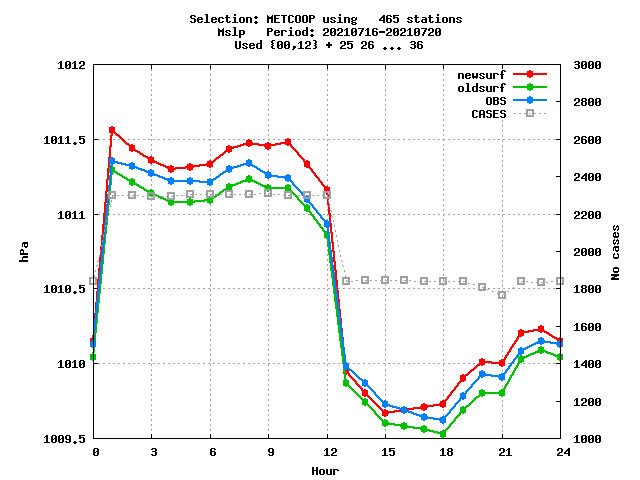 Selection: METCOOP using   465 stations
Mslp   Period: 20210716-20210720
Used {00,12} + 25 26 ... 36
newsurf
oldsurf
OBS
CASES
1012
1011.5
1011
1010.5
1010
1009.5
hPa
3000
2800
2600
2400
2200
2000
1800
1600
1400
1200
1000
No cases
0 3 6 9 12 15 18 21 24
Hour